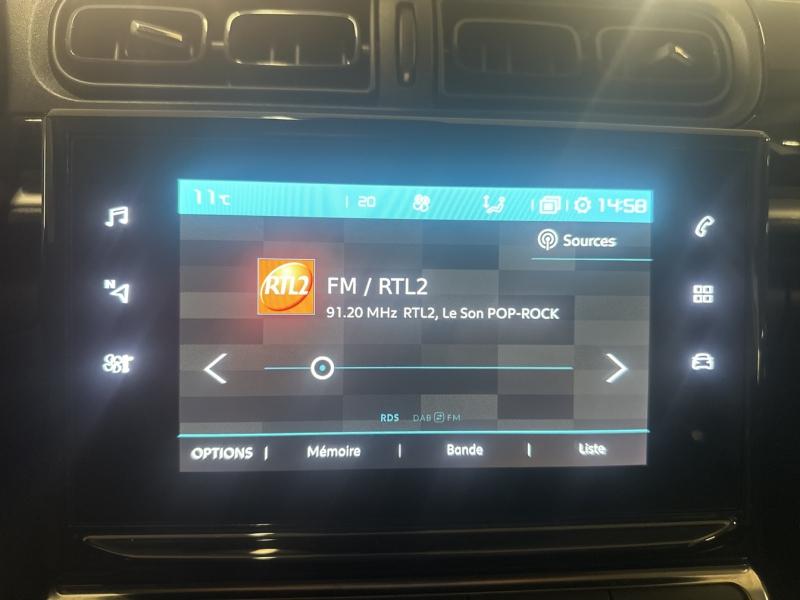 11°C 20 14:58
Sources
RTL2
FM / RTL2
91.20 MHz RTL2, Le Son POP-ROCK
IN
RDS DAB FM
OPTIONS Mémoire Bande Liste